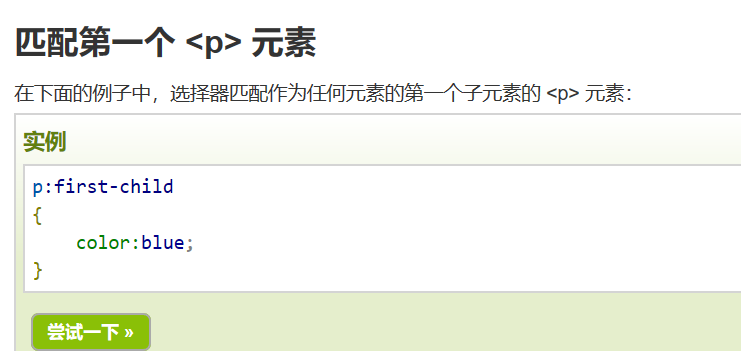 匹配第一个 <p> 元素
在下面的例子中，选择器匹配作为任何元素的第一个子元素的 <p> 元素：
实例
p:first-child
{
    color:blue;
}
尝试一下 »